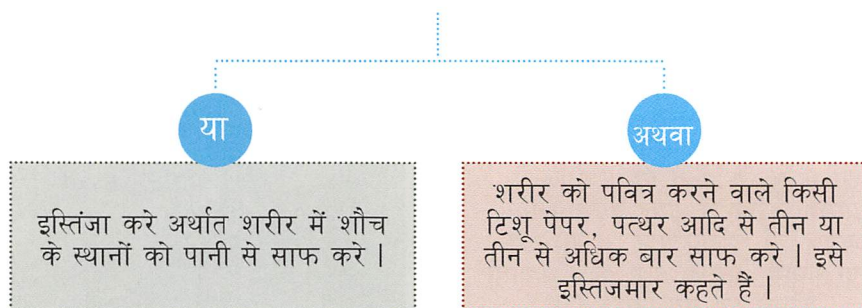 या
इस्तिंजा करे अर्थात शरीर में शौच
के स्थानों को पानी से साफ करे |
अथवा
शरीर को पवित्र करने वाले किसी
टिशू पेपर, पत्थर आदि से तीन या
तीन से अधिक बार साफ करे | इसे
इस्तिजमार कहते हैं |